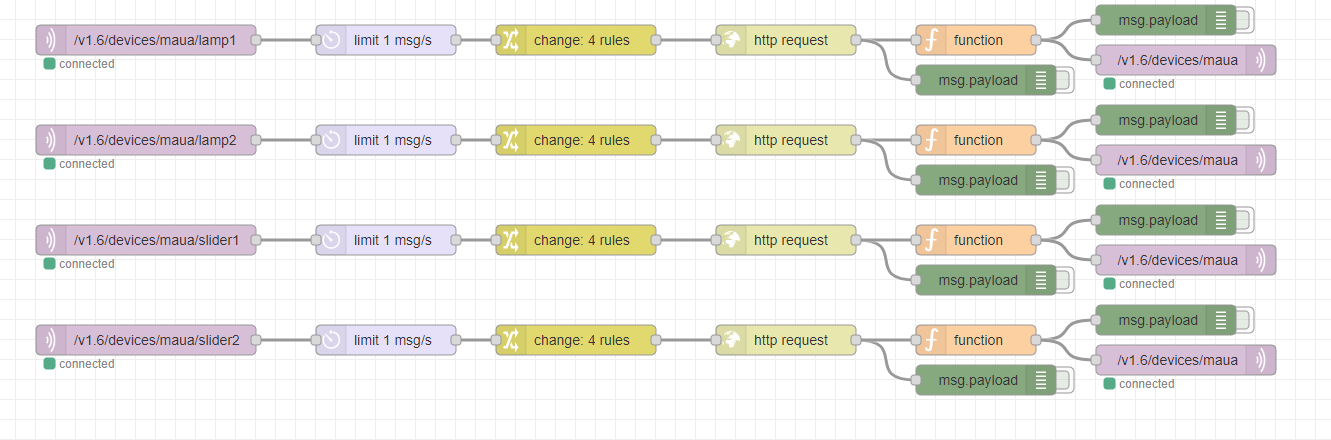 msg.payload
/v1.6/devices/maua/lamp1 limit 1 msg/s change: 4 rules http request function
connected
/v1.6/devices/maua
msg.payload
connected
msg.payload
/v1.6/devices/maua/lamp2 limit 1 msg/s change: 4 rules http request function
connected
/v1.6/devices/maua
msg.payload
connected
msg.payload
/v1.6/devices/maua/slider1 limit 1 msg/s change: 4 rules http request function
connected
/v1.6/devices/maua
msg.payload
connected
msg.payload
/v1.6/devices/maua/slider2 limit 1 msg/s change: 4 rules http request function
connected
/v1.6/devices/maua
msg.payload
connected